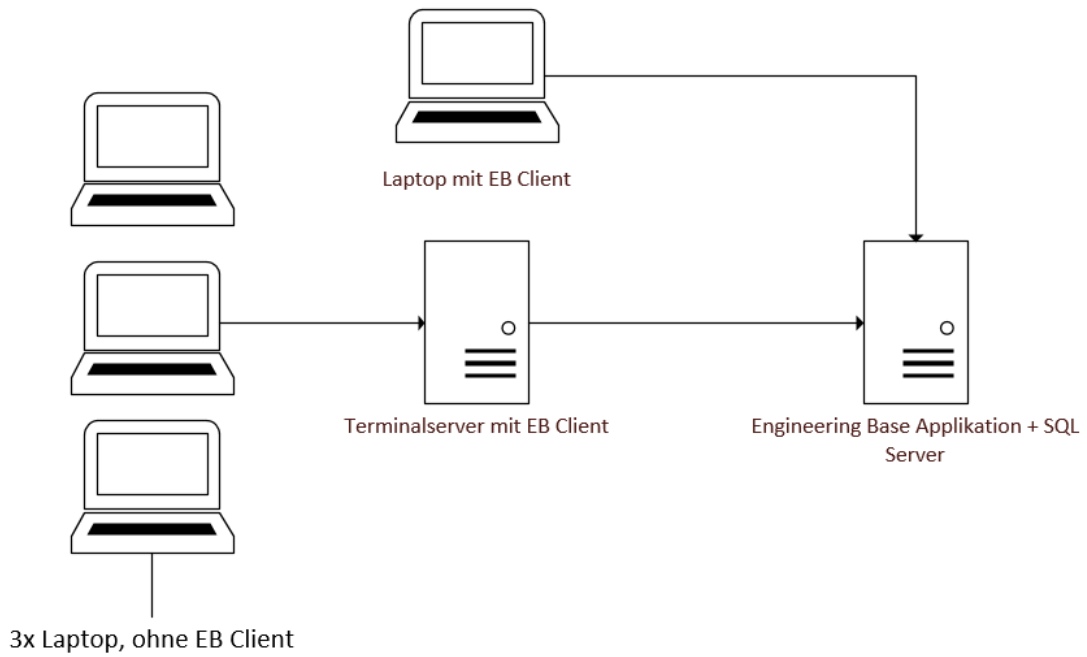 Laptop mit EB Client
Terminalserver mit EB Client
Engineering Base Applikation + SQL
Server
3x Laptop, ohne EB Client